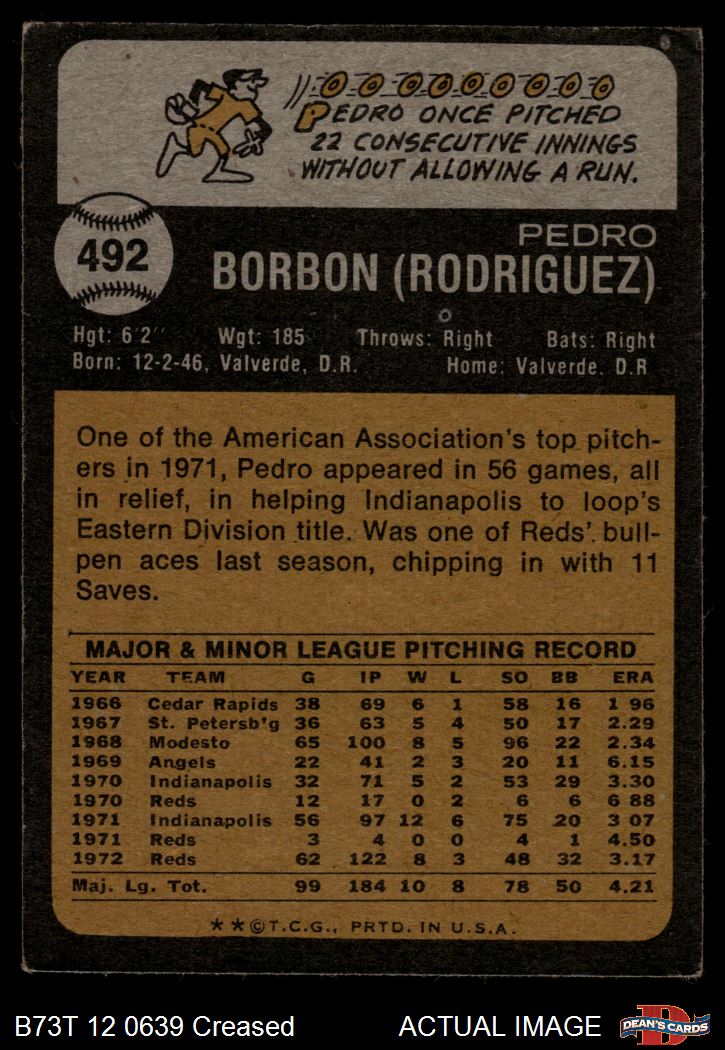 0 0 0 0 0 0 0 0 0
PEDRO ONCE PITCHED
22 CONSECUTIVE INNINGS
WITHOUT ALLOWING A RUN.
492
PEDRO
BORBON (RODRIGUEZ)
Hgt: 6'2'' Wgt: 185 Throws: Right Bats: Right
Born: 12-2-46, Valverde, D.R. Home: Valverde. D.R
One of the American Association's top pitch-
ers in 1971, Pedro appeared in 56 games, all
in relief, in helping Indianapolis to loop's
Eastern Division title. Was one of Reds' bull-
pen aces last season, chipping in with 11
Saves.
MAJOR & MINOR LEAGUE PITCHING RECORD
YEAR TEAM G IP W L SO BB ERA
1966 Cedar Rapids 38 69 6 1 58 16 1 96
1967 St. Petersb'g 36 63 5 4 50 17 2.29
1968 Modesto 65 100 8 5 96 22 2.34
1969 Angels 22 41 2 3 20 11 6.15
1970 Indianapolis 32 71 5 2 53 29 3.30
1970 Reds 12 17 0 2 6 6 6 88
1971 Indianapolis 56 97 12 6 75 20 3 07
1971 Reds 3 4 0 0 4 1 4.50
1972 Reds 62 122 8 3 48 32 3.17
Maj. Lg. Tot. 99 184 10 8 78 50 4.21
**©T.C.G., PRTD. IN U.S.A.
B73T 12 0639 Creased ACTUAL IMAGE
D
DEAN'S CARDS